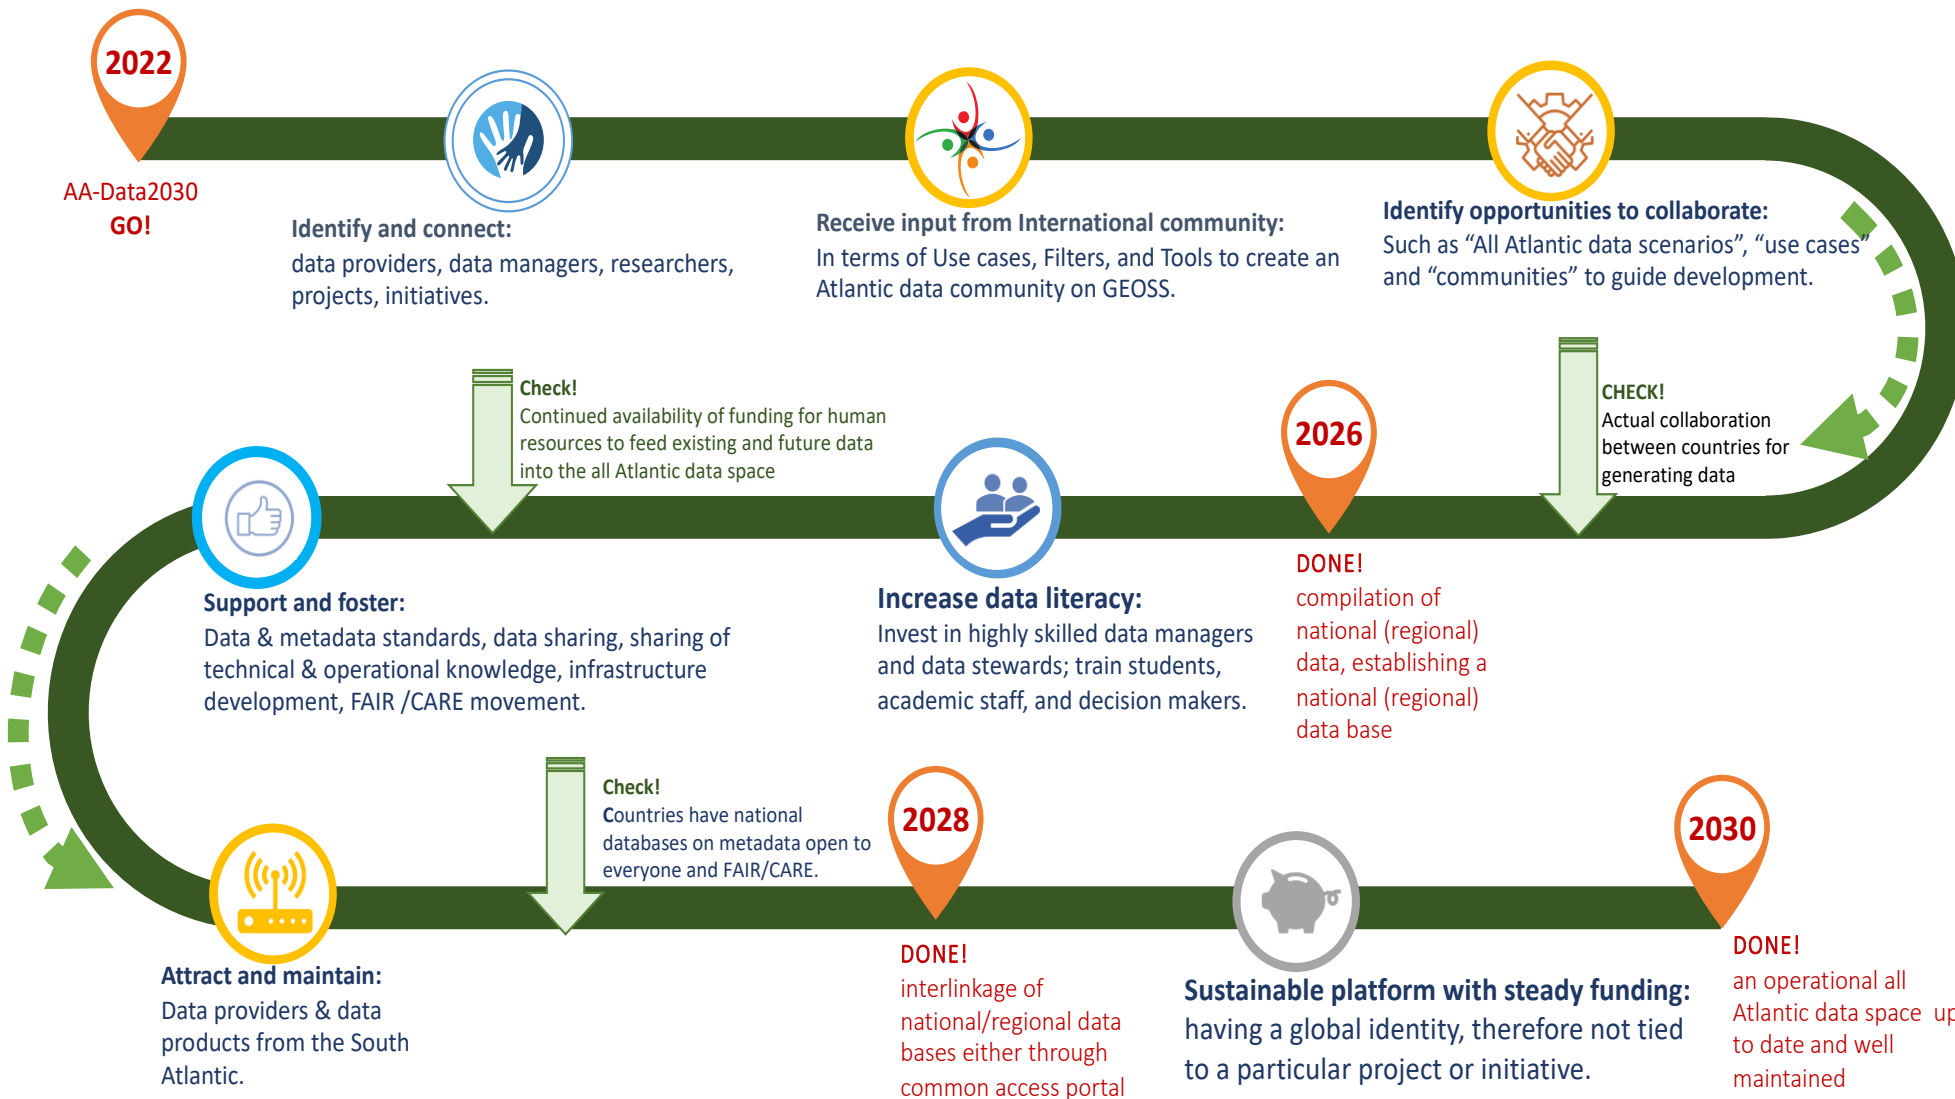 2022
AA-Data2030
GO!
Identify and connect:
data providers, data managers, researchers,
projects, initiatives.
Receive input from International community:
In terms of Use cases, Filters, and Tools to create an
Atlantic data community on GEOSS.
Identify opportunities to collaborate:
Such as “All Atlantic data scenarios”, “use cases”
and “communities” to guide development.
CHECK!
Actual collaboration
between countries for
generating data
2026
DONE!
compilation of
national (regional)
data, establishing a
national (regional)
data base
Increase data literacy:
Invest in highly skilled data managers
and data stewards; train students,
academic staff, and decision makers.
Check!
Continued availability of funding for human
resources to feed existing and future data
into the all Atlantic data space
Support and foster:
Data & metadata standards, data sharing, sharing of
technical & operational knowledge, infrastructure
development, FAIR /CARE movement.
Attract and maintain:
Data providers & data
products from the South
Atlantic.
Check!
Countries have national
databases on metadata open to
everyone and FAIR/CARE.
2028
DONE!
interlinkage of
national/regional data
bases either through
common access portal
Sustainable platform with steady funding:
having a global identity, therefore not tied
to a particular project or initiative.
2030
DONE!
an operational all
Atlantic data space up
to date and well
maintained